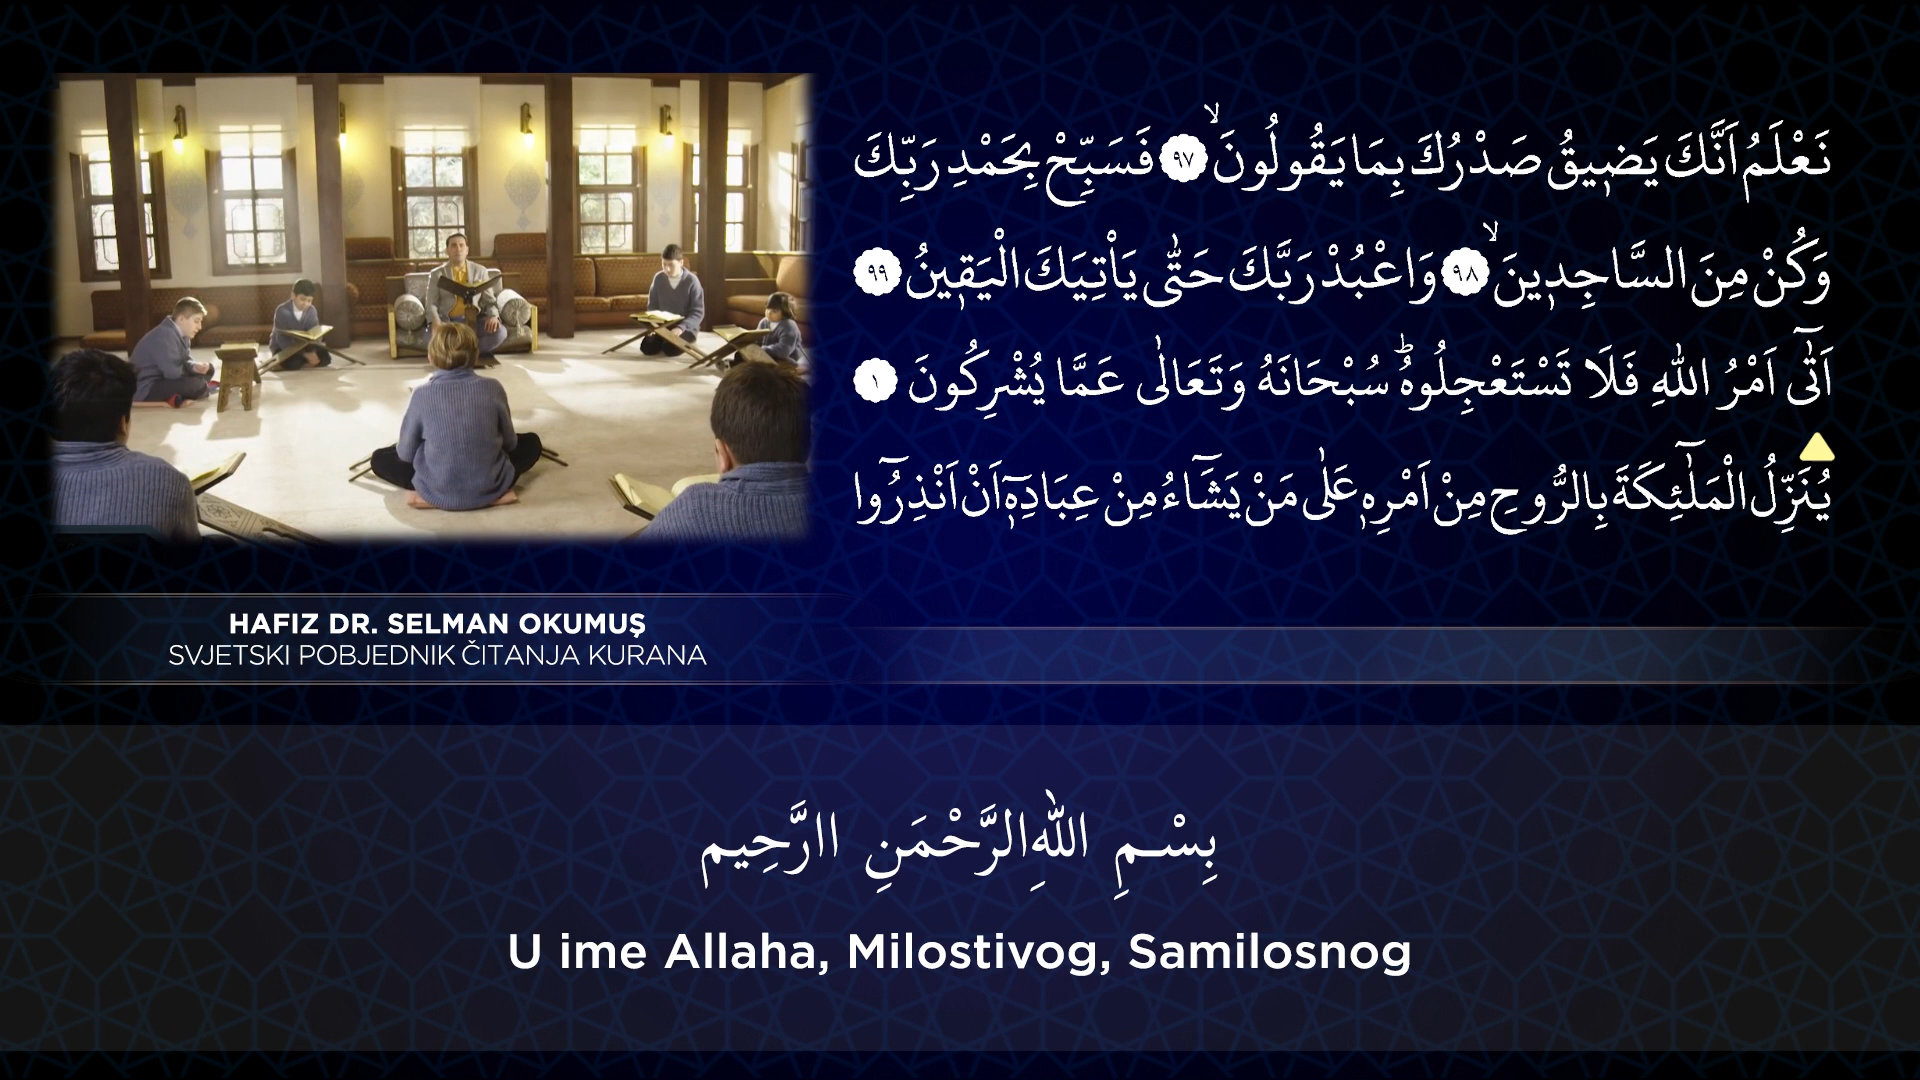 نَعْلَمُ اَنَّكَ يَضٖيقُ صَدْرُكَ بِمَا يَقُولُونَۙ ٩٧ فَسَبِّحْ بِحَمْدِ رَبِّكَ
وَكُنْ مِنَ السَّاجِدٖينَۙ ٩٨ وَاعْبُدْ رَبَّكَ حَتّٰى يَاْتِيَكَ الْيَقٖينُ ٩٩
اَتٰٓى اَمْرُ اللّٰهِ فَلَا تَسْتَعْجِلُوهُؕ سُبْحَانَهُ وَتَعَالٰى عَمَّا يُشْرِكُونَ ١
يُنَزِّلُ الْمَلٰٓئِكَةَ بِالرُّوحِ مِنْ اَمْرِهٖ عَلٰى مَنْ يَشَٓاءُ مِنْ عِبَادِهٖٓ اَنْ اَنْذِرُٓوا
HAFIZ DR. SELMAN OKUMUŞ
SVJETSKI POBJEDNIK ČITANJA KURANA
بِسْـمِ اللّٰهِالرَّحْمَنِ اارَّحِيم
U ime Allaha, Milostivog, Samilosnog